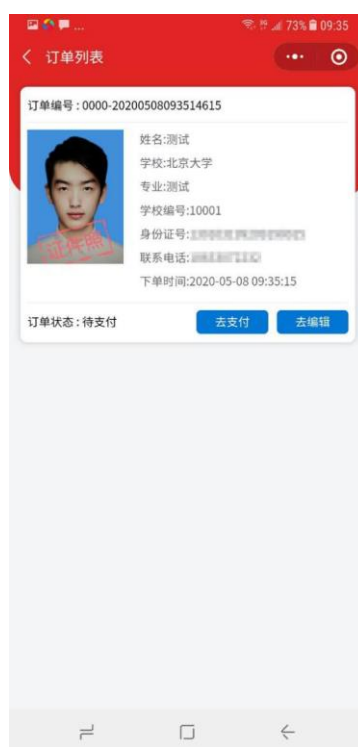 ... 73% 09:35
订单列表
订单编号 : 0000-20200508093514615
姓名:测试
学校:北京大学
专业:测试
学校编号:10001
身份证号:
联系电话:
下单时间:2020-05-08 09:35:15
证件照
订单状态 : 待支付
去支付
去编辑